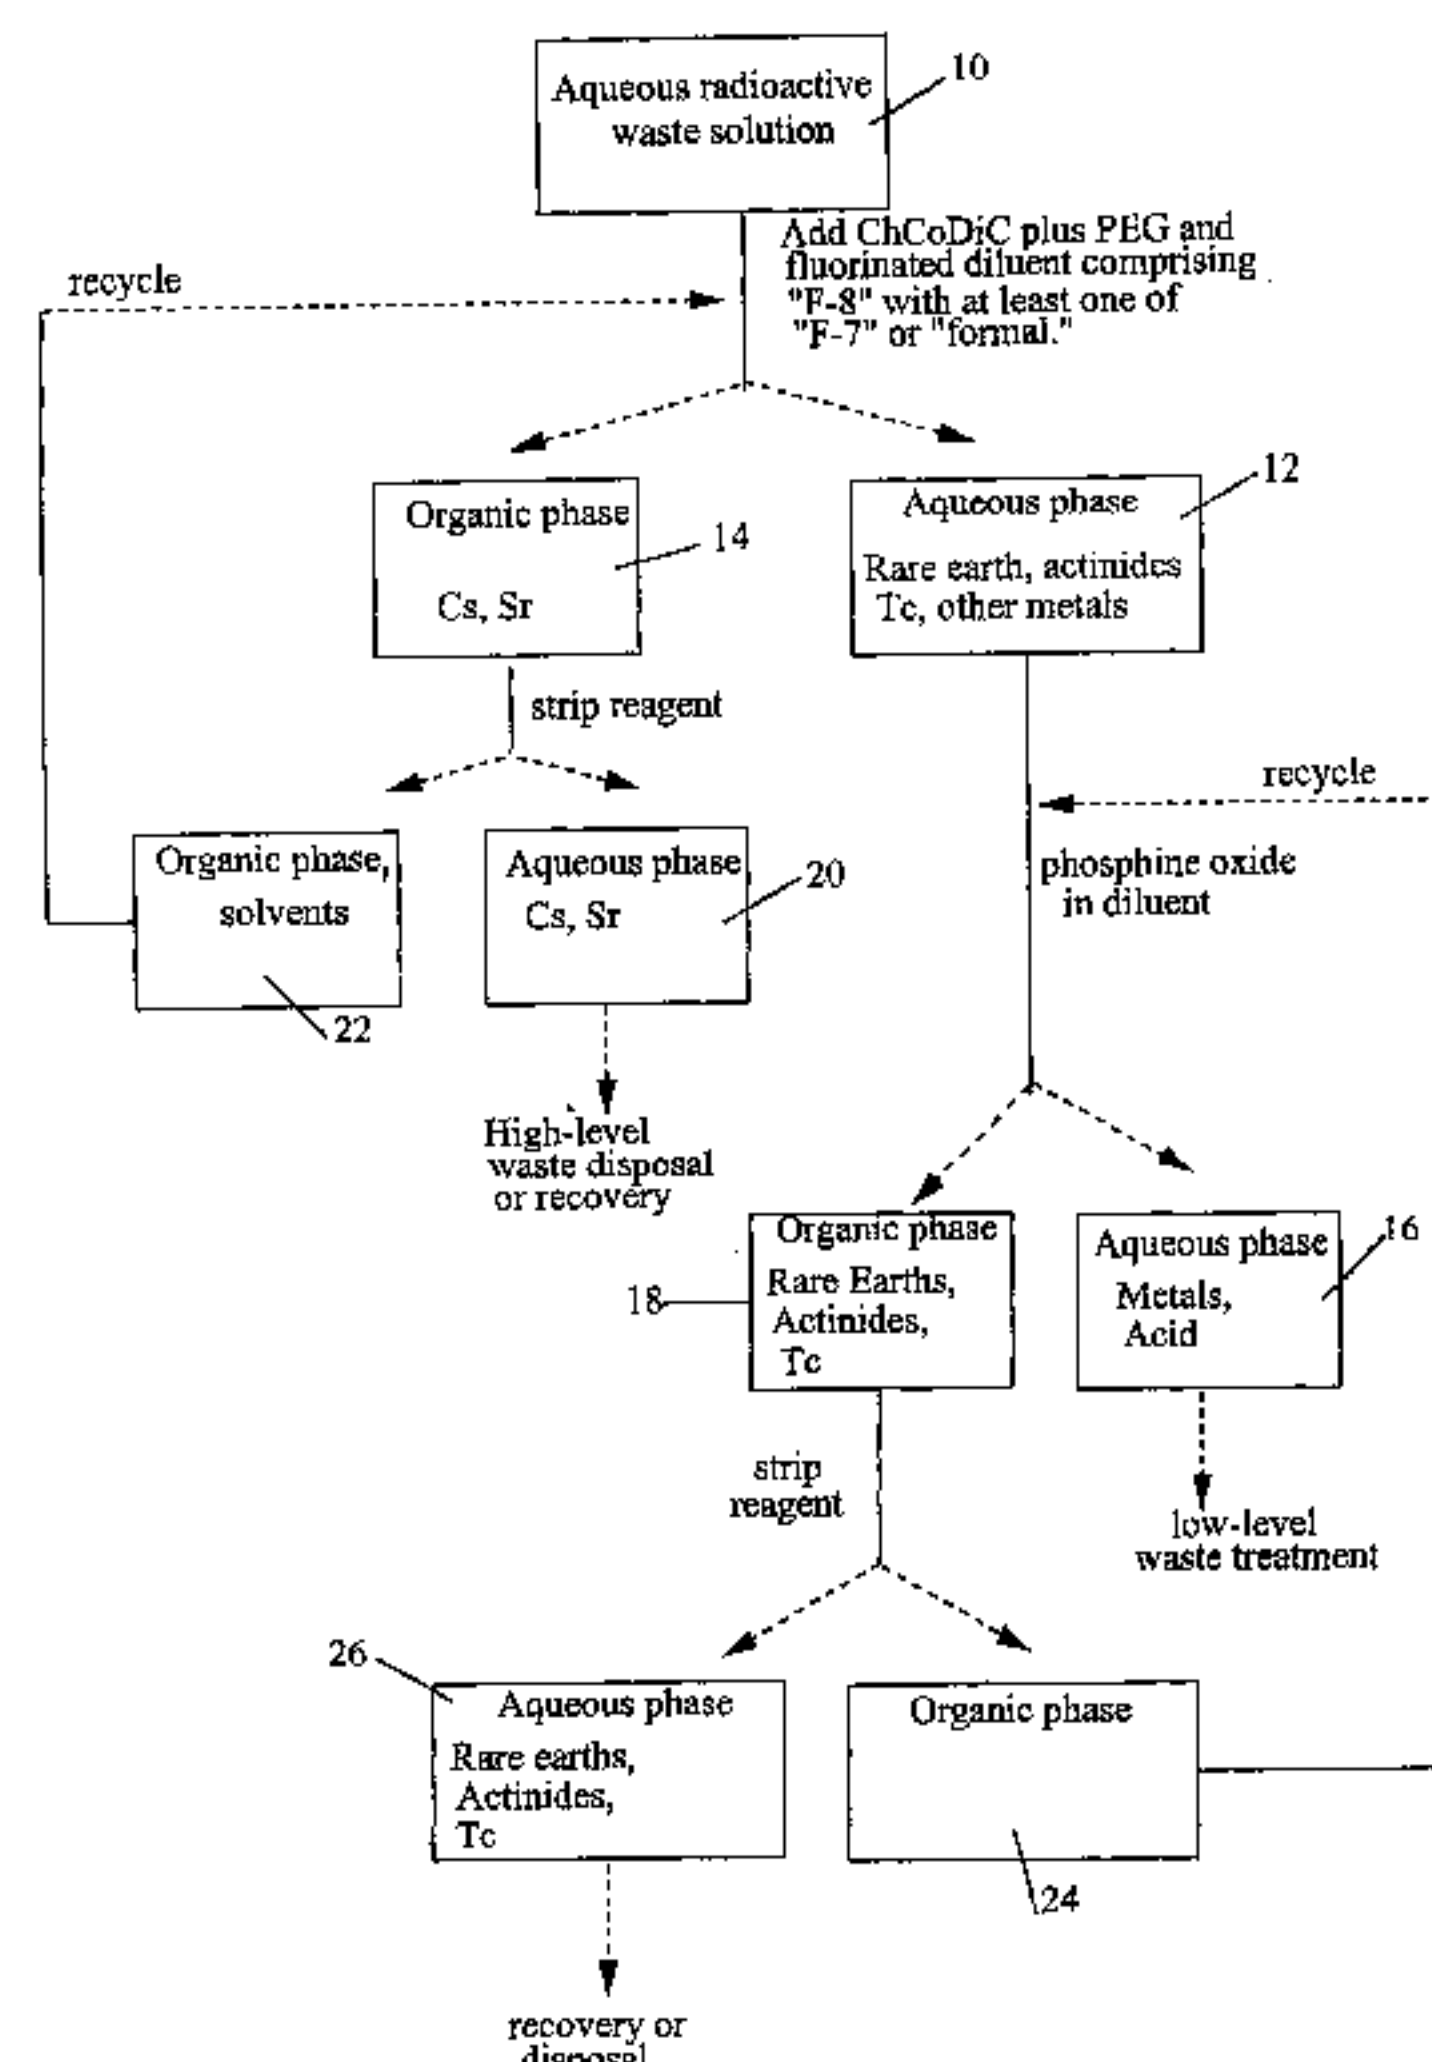 Aqueous radioactive
waste solution
10
Add ChCoDiC plus PEG and
fluorinated diluent comprising
"F-8" with at least one of
"F-7" or "formal."
recycle
Organic phase
Cs, Sr
14
Aqueous phase
Rare earth, actinides
Tc, other metals
12
strip reagent
recycle
phosphine oxide
in diluent
Organic phase,
solvents
22
Aqueous phase
Cs, Sr
20
High-level
waste disposal
or recovery
Organic phase
Rare Earths,
Actinides,
Tc
18
Aqueous phase
Metals,
Acid
16
strip
reagent
low-level
waste treatment
26
Aqueous phase
Rare earths,
Actinides,
Tc
Organic phase
24
recovery or
disposal